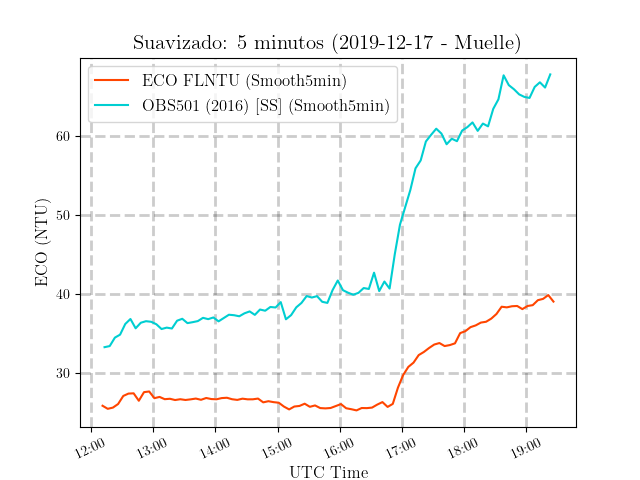 Suavizado: 5 minutos (2019-12-17 - Muelle)
ECO FLNTU (Smooth5min)
OBS501 (2016) [SS] (Smooth5min)
60
50
40
30
ECO (NTU)
12:00 13:00 14:00 15:00 16:00 17:00 18:00 19:00
UTC Time